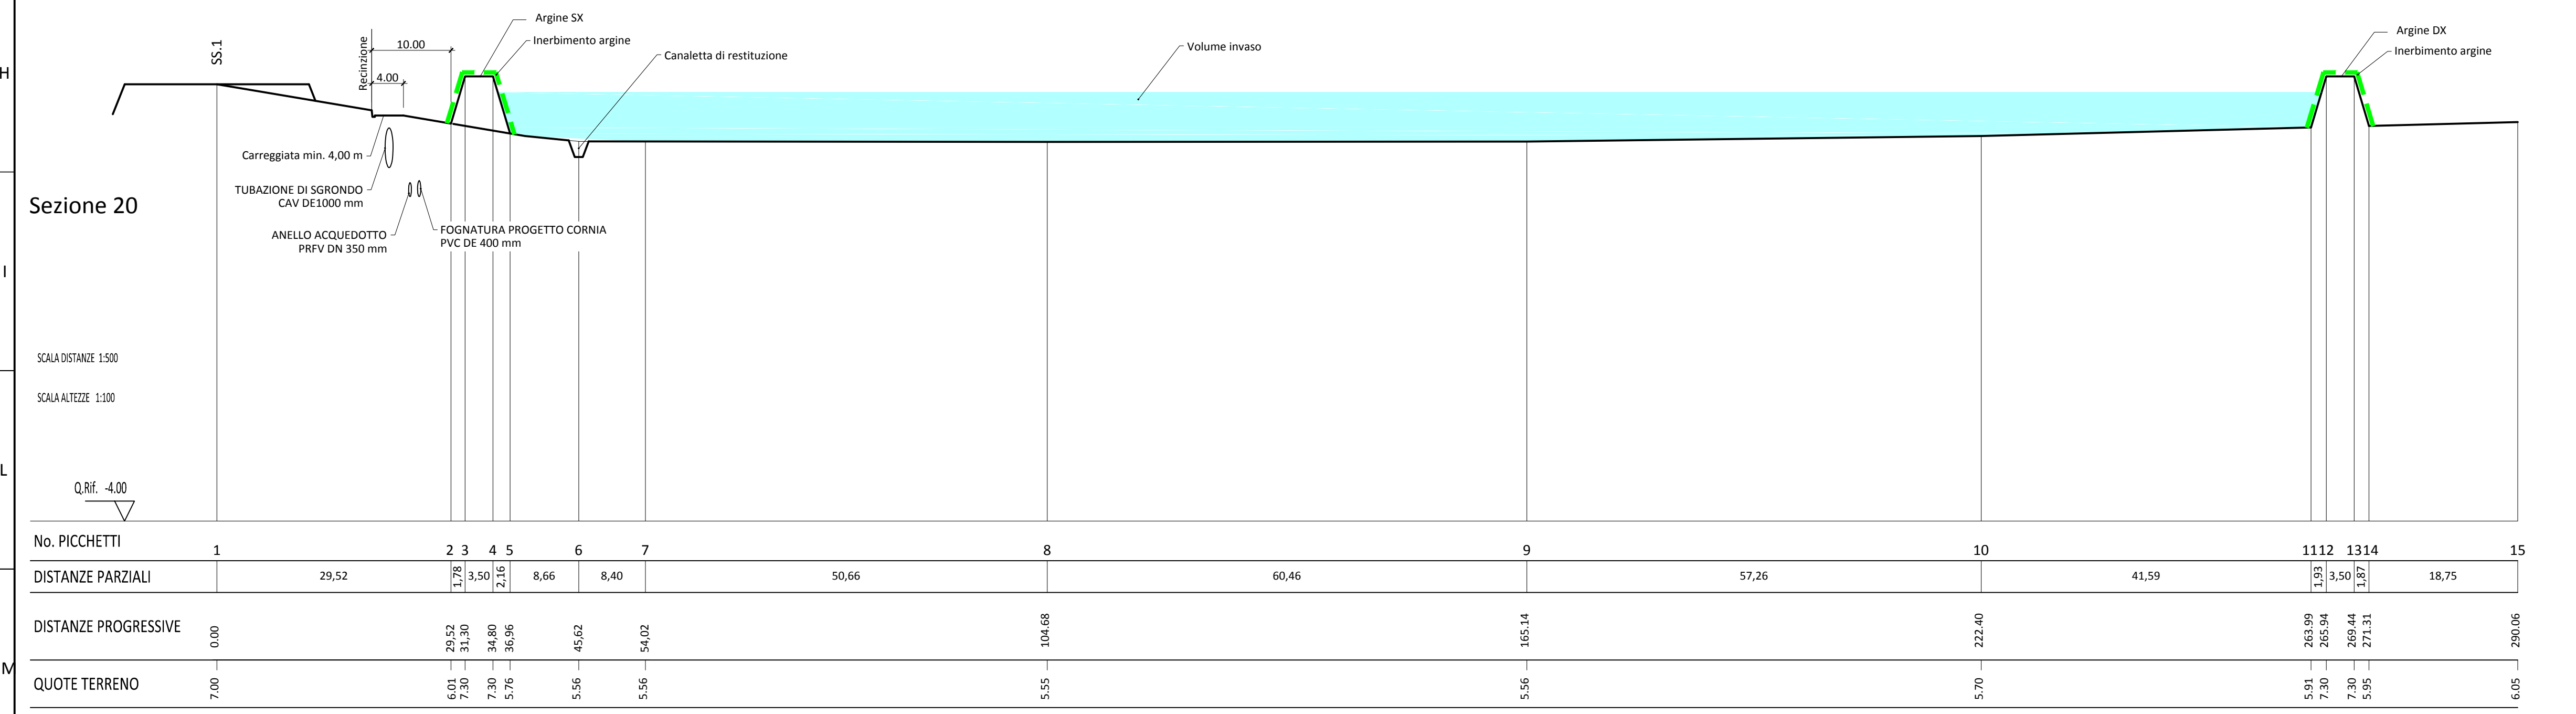 H
I
L
M
SS.1
Recinzione
10.00
4.00
Argine SX
Inerbimento argine
Canaletta di restituzione
Volume invaso
Argine DX
Inerbimento argine
Carreggiata min. 4,00 m
TUBAZIONE DI SGRONDO
CAV DE1000 mm
Sezione 20
ANELLO ACQUEDOTTO
PRFV DN 350 mm
FOGNATURA PROGETTO CORNIA
PVC DE 400 mm
SCALA DISTANZE 1:500
SCALA ALTEZZE 1:100
Q.Rif. -4.00
No. PICCHETTI 1 2 3 4 5 6 7 8 9 10 11 12 13 14 15
DISTANZE PARZIALI 29,52 1,78 3,50 2,16 8,66 8,40 50,66 60,46 57,26 41,59 1,93 3,50 1,87 18,75
DISTANZE PROGRESSIVE 0.00 29,52 31,30 34,80 36,96 45,62 54,02 104.68 165.14 222.40 263.99 265.94 269.44 271.31 290.06
QUOTE TERRENO 7.00 6.01 7.30 7.30 5.76 5.56 5.56 5.55 5.56 5.70 5.91 7.30 7.30 5.95 6.05